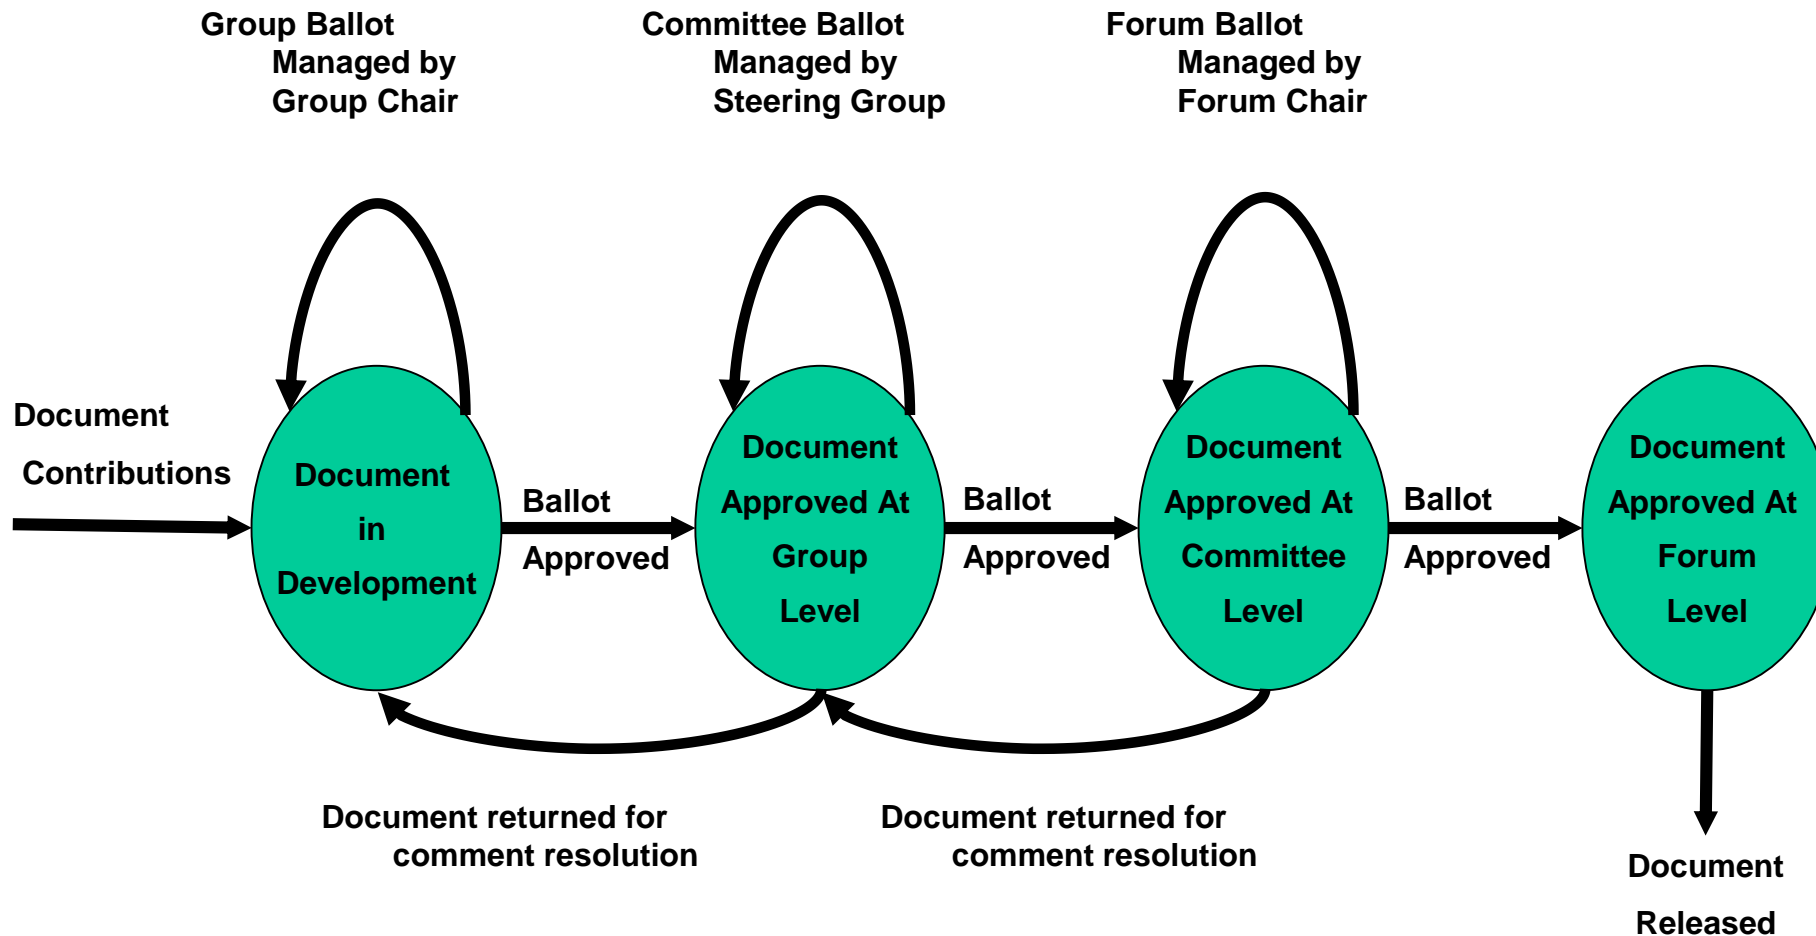 Group Ballot
Managed by
Group Chair
Committee Ballot
Managed by
Steering Group
Forum Ballot
Managed by
Forum Chair
Document
Contributions
Document
in
Development
Ballot
Approved
Document
Approved At
Group
Level
Ballot
Approved
Document
Approved At
Committee
Level
Ballot
Approved
Document
Approved At
Forum
Level
Document returned for
comment resolution
Document returned for
comment resolution
Document
Released